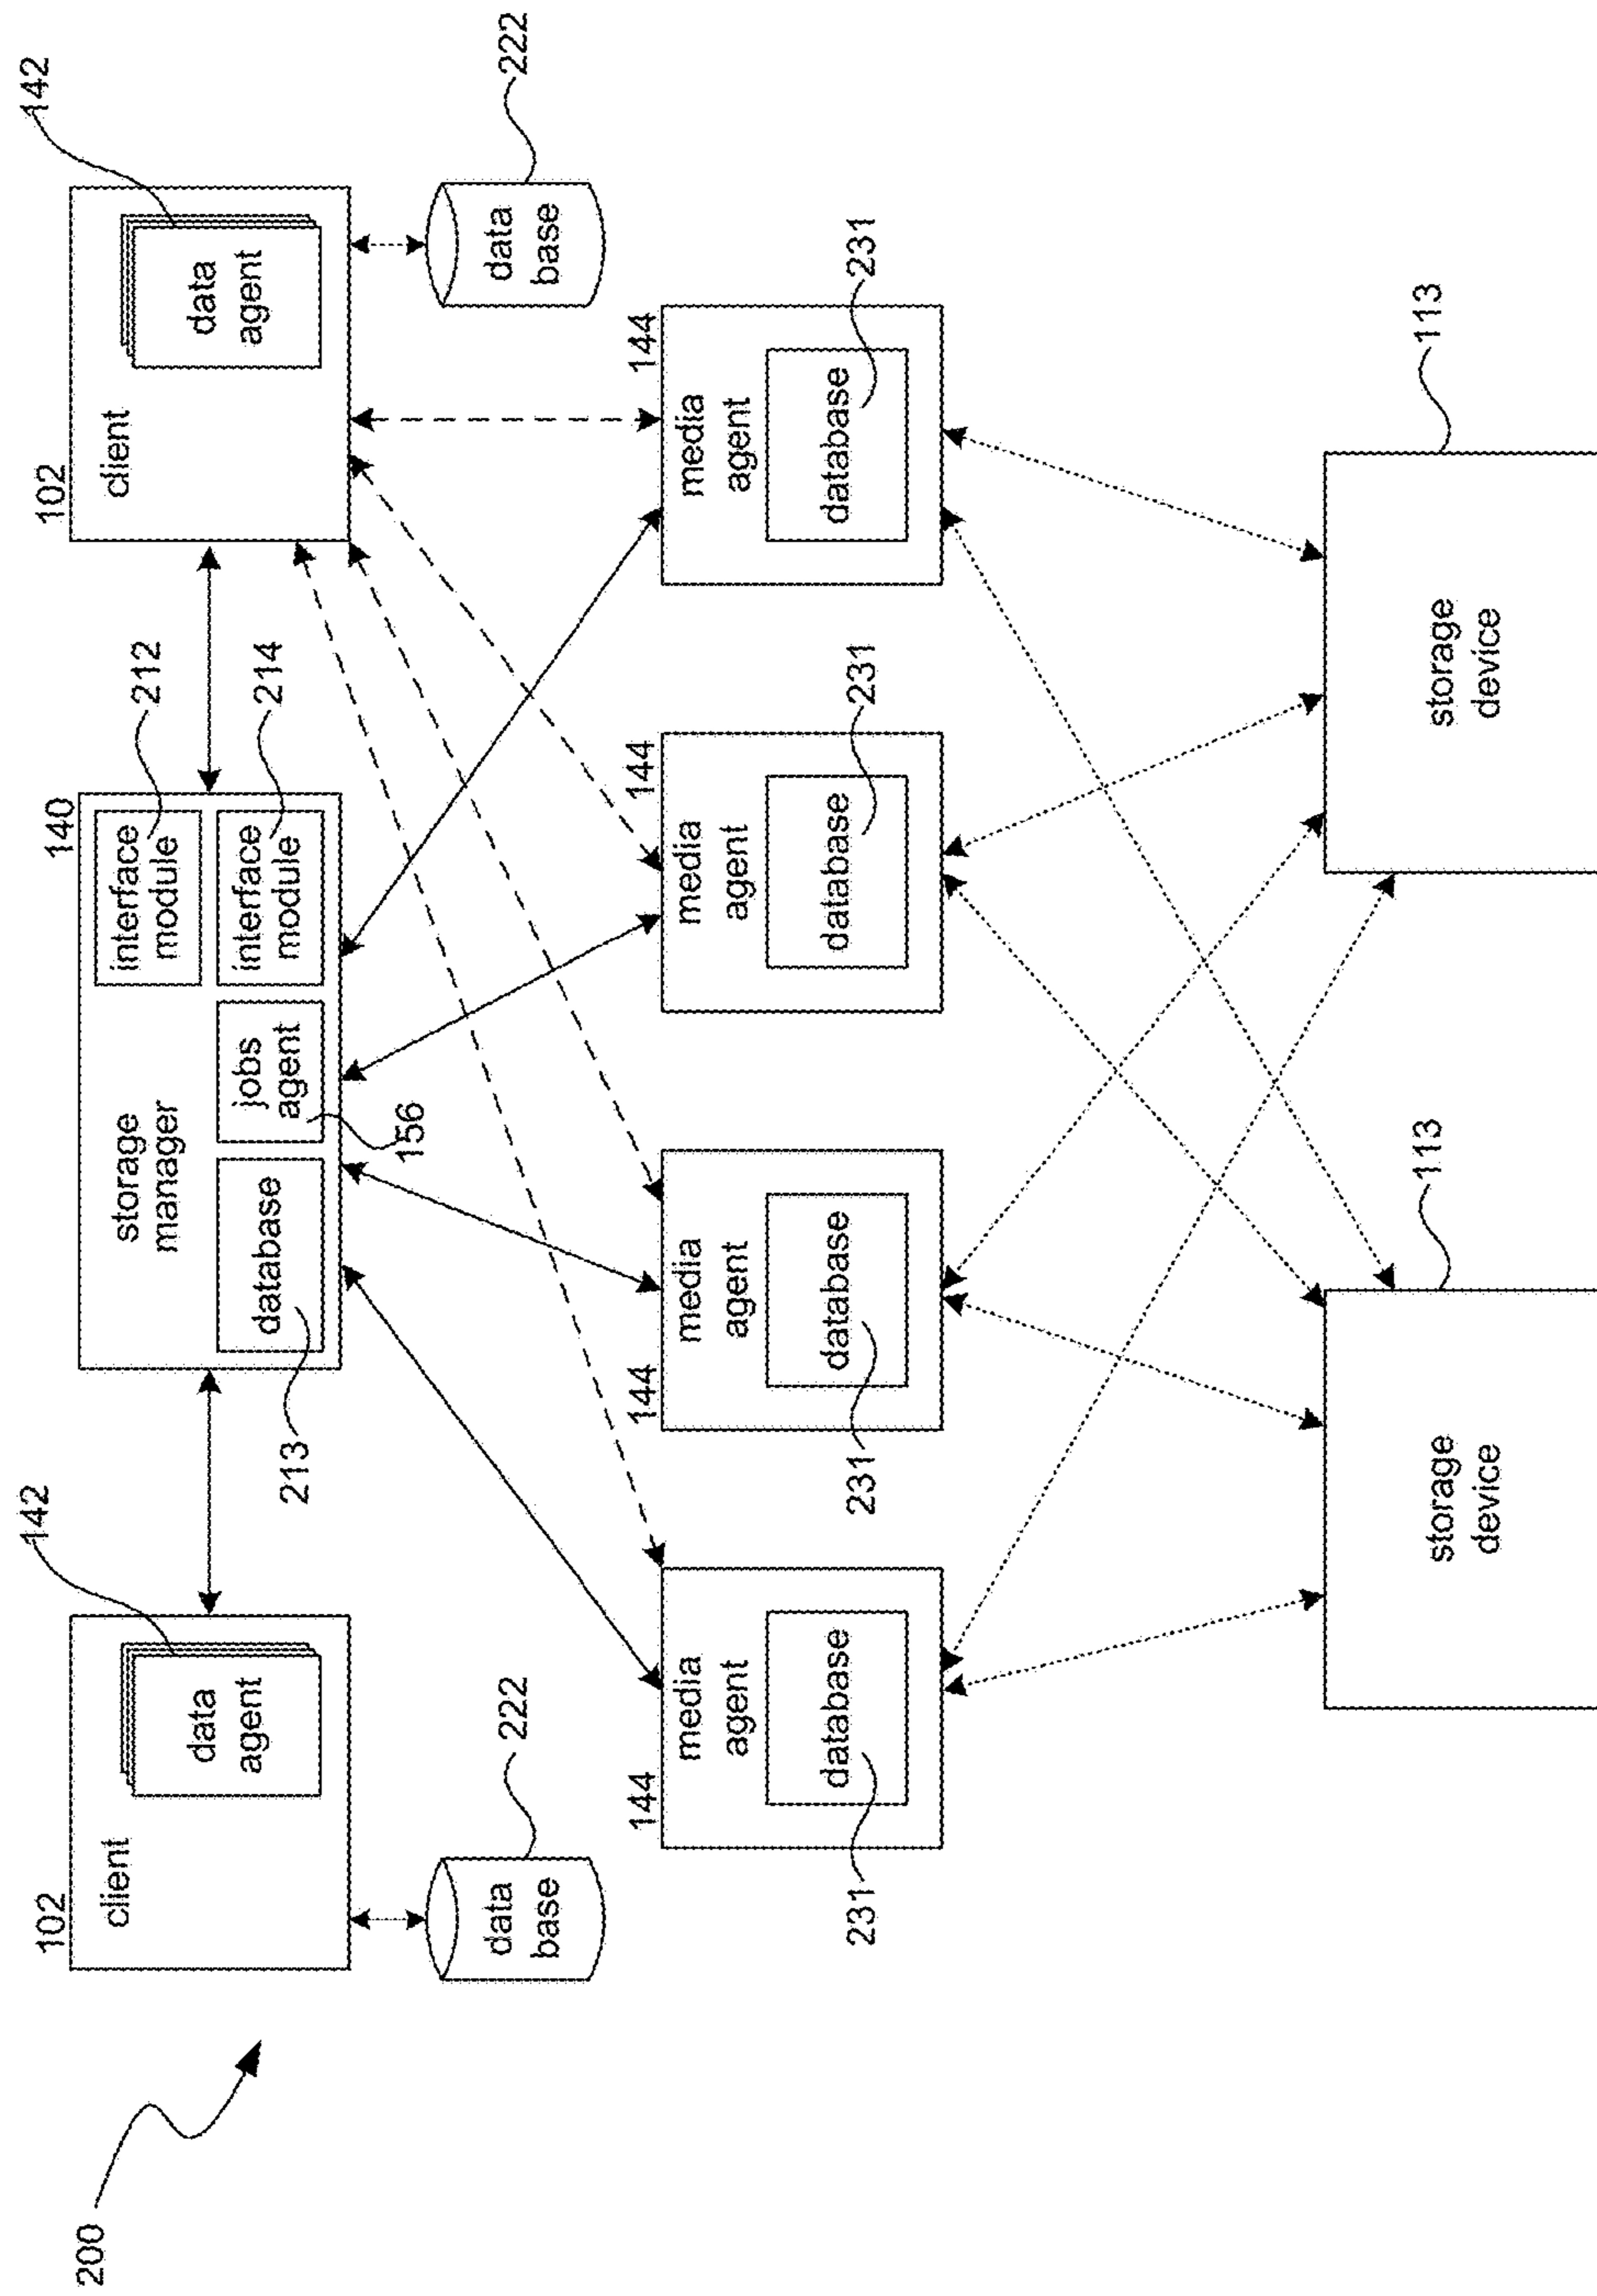 200
102
client
data
agent
142
data
base
222
140
storage
manager
database
213
jobs
agent
156
interface
module
212
interface
module
214
102
client
data
agent
142
data
base
222
144
media
agent
database
231
144
media
agent
database
231
144
media
agent
database
231
144
media
agent
database
231
storage
device
113
storage
device
113